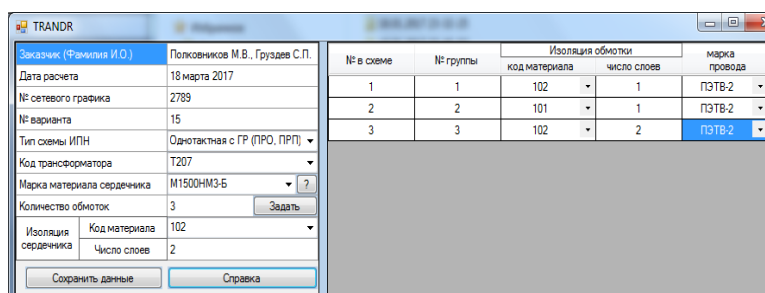 TRANDR
Заказчик (Фамилия И.О.) Полковников М.В., Груздев С.П.
Дата расчета 18 марта 2017
№ сетевого графика 2789
№ варианта 15
Тип схемы ИПН Однотактная с ГР (ПРО, ПРП)
Код трансформатора Т207
Марка материала сердечника М1500НМ3-Б ?
Количество обмоток 3 Задать
Изоляция сердечника Код материала 102
Число слоев 2
Сохранить данные Справка
№ в схеме № группы Изоляция обмотки марка провода
код материала число слоев
1 1 102 1 ПЭТВ-2
2 2 101 1 ПЭТВ-2
3 3 102 2 ПЭТВ-2